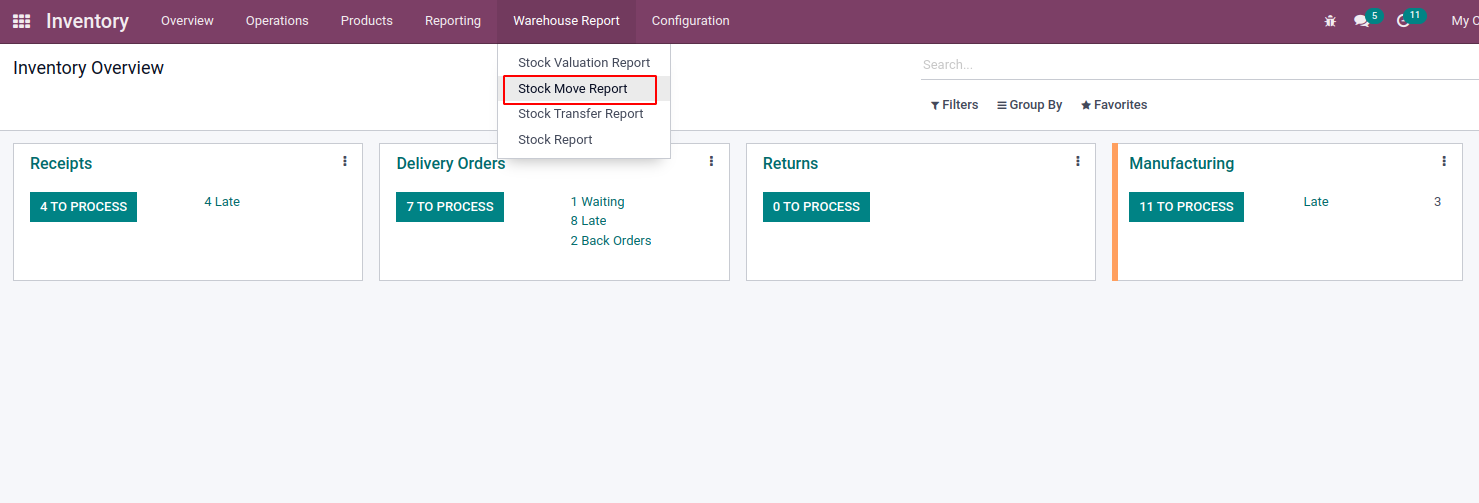 Inventory Overview Operations Products Reporting Warehouse Report Configuration 5 11 My C
Inventory Overview
Search...
Filters Group By Favorites
Stock Valuation Report
Stock Move Report
Stock Transfer Report
Stock Report
Receipts
4 TO PROCESS 4 Late
Delivery Orders
7 TO PROCESS 1 Waiting
8 Late
2 Back Orders
Returns
0 TO PROCESS
Manufacturing
11 TO PROCESS Late 3